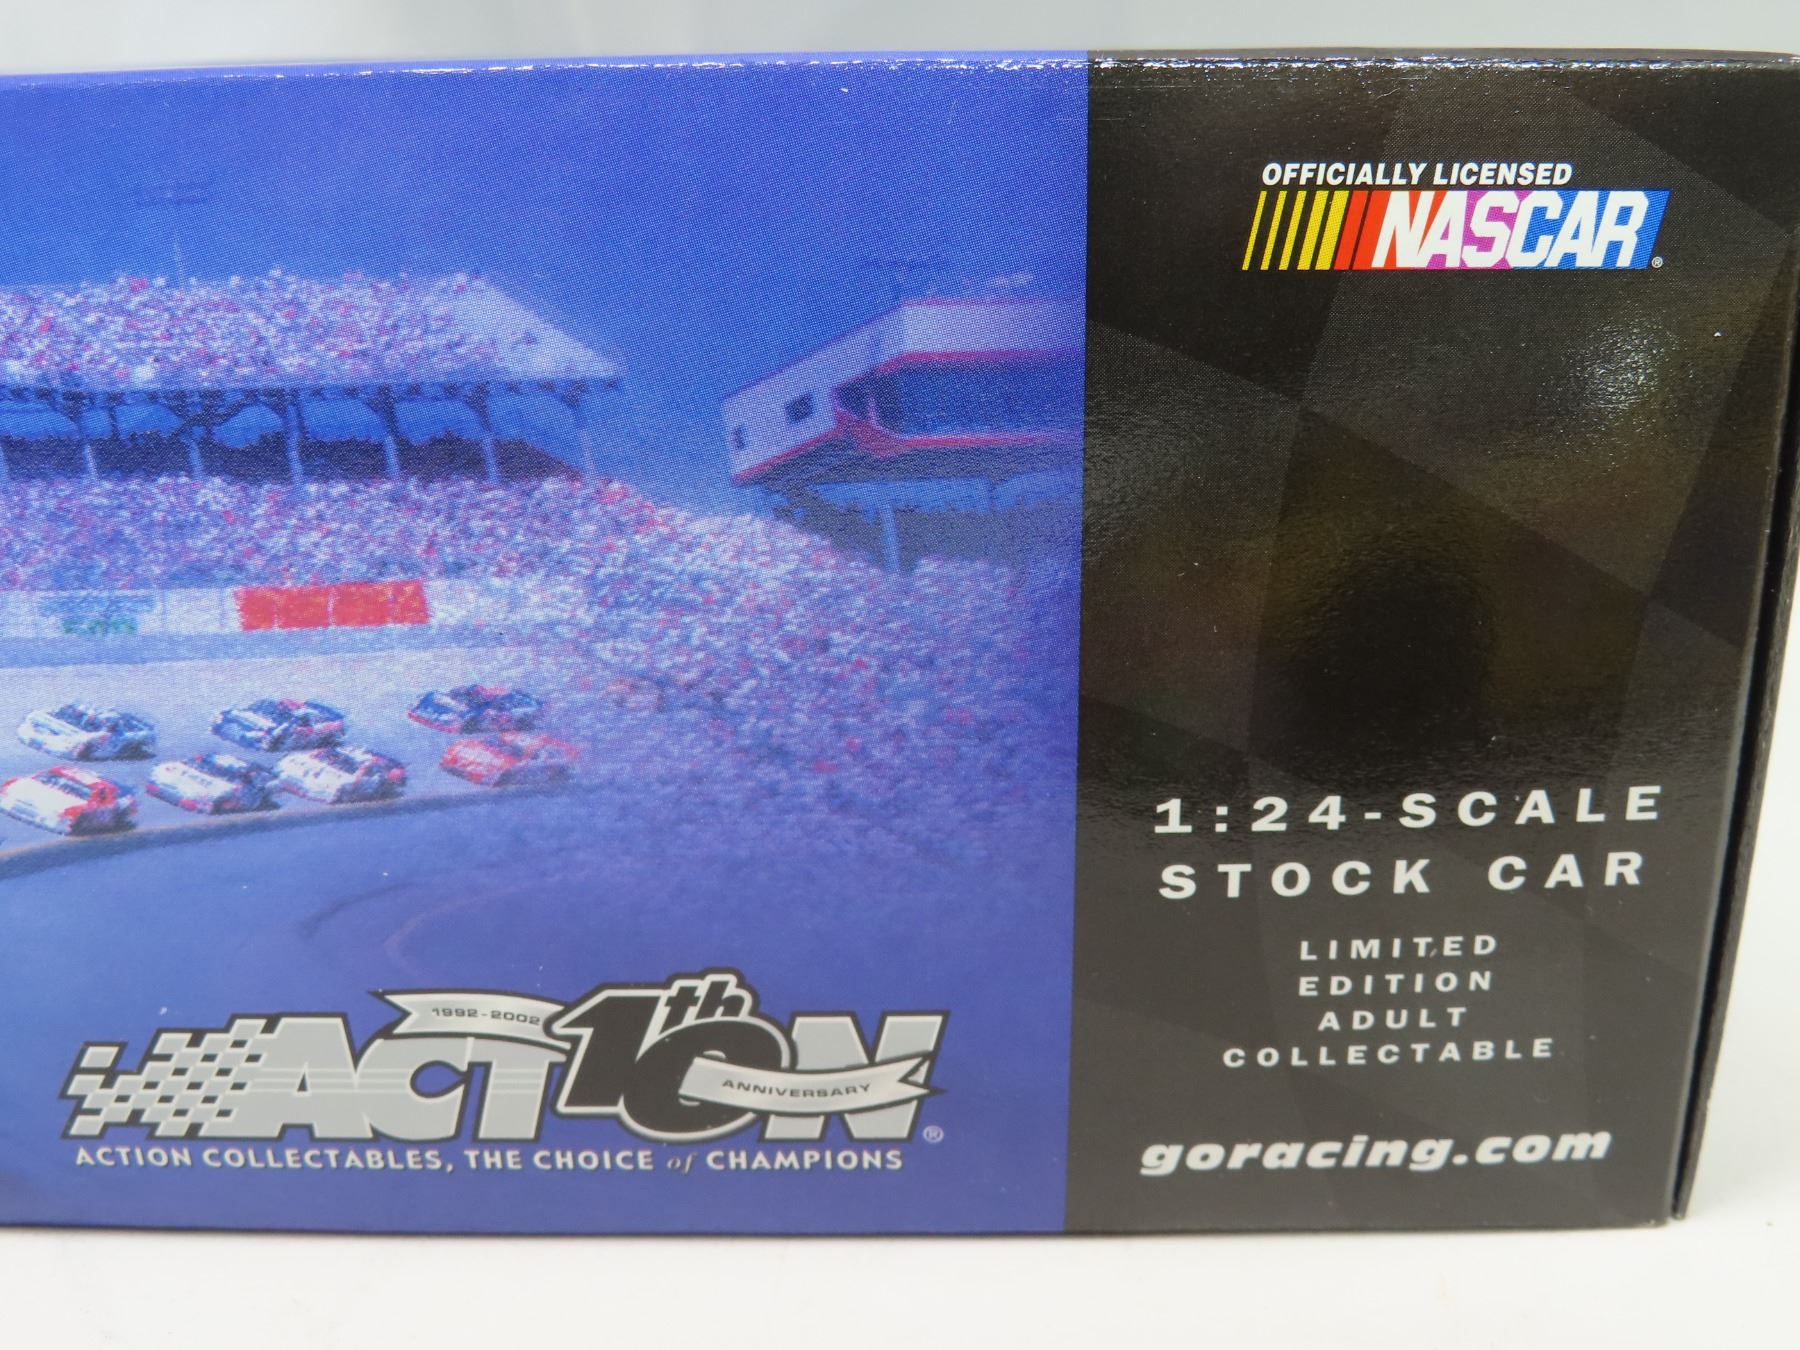 OFFICIALLY LICENSED
NASCAR®
1:24-SCALE
STOCK CAR
LIMITED
EDITION
ADULT
COLLECTABLE
goracing.com
1992-2002
ACTION 10th
ANNIVERSARY
®
ACTION COLLECTABLES, THE CHOICE of CHAMPIONS